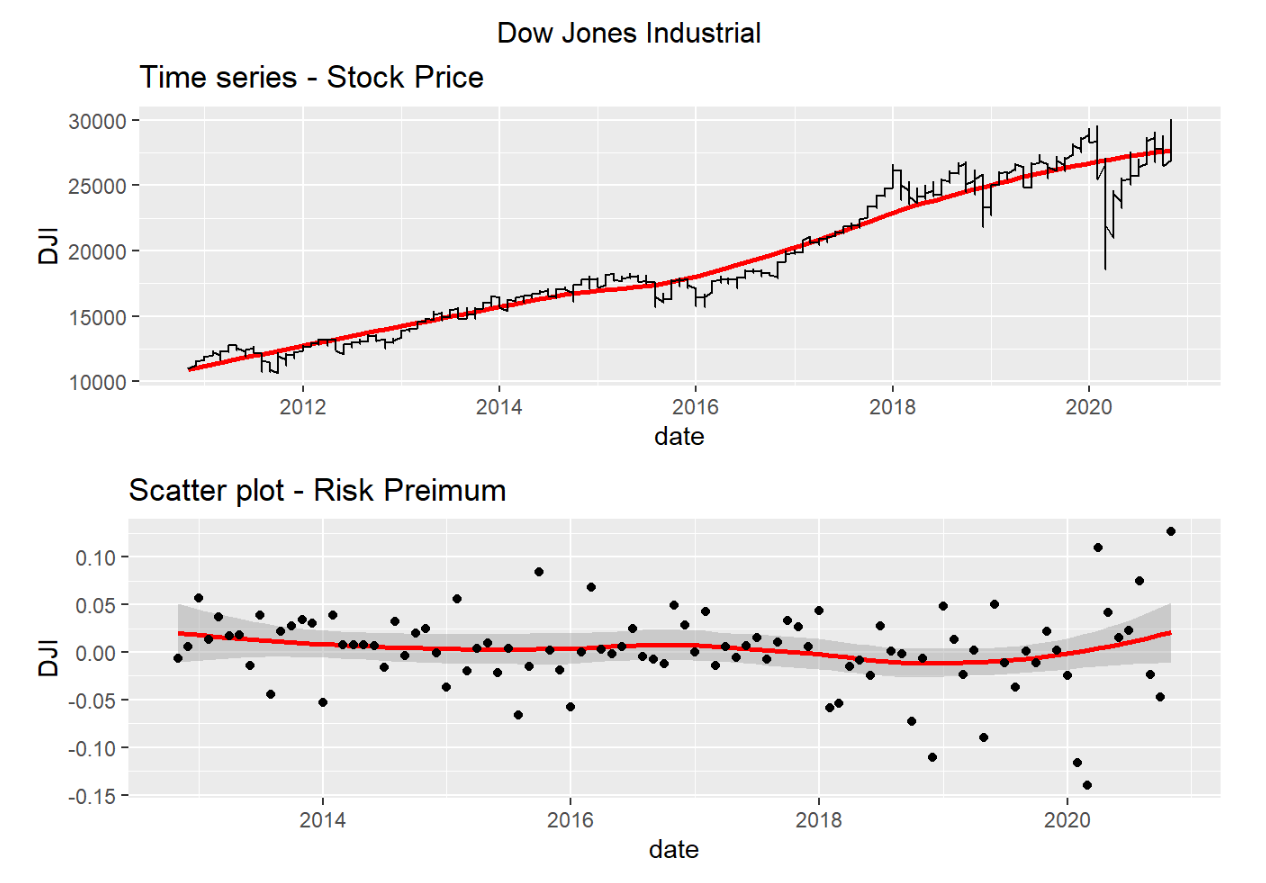 Dow Jones Industrial
Time series - Stock Price
30000
25000
20000
15000
10000
DJI
2012 2014 2016 2018 2020
date
Scatter plot - Risk Preimum
0.10
0.05
0.00
-0.05
-0.10
-0.15
DJI
2014 2016 2018 2020
date